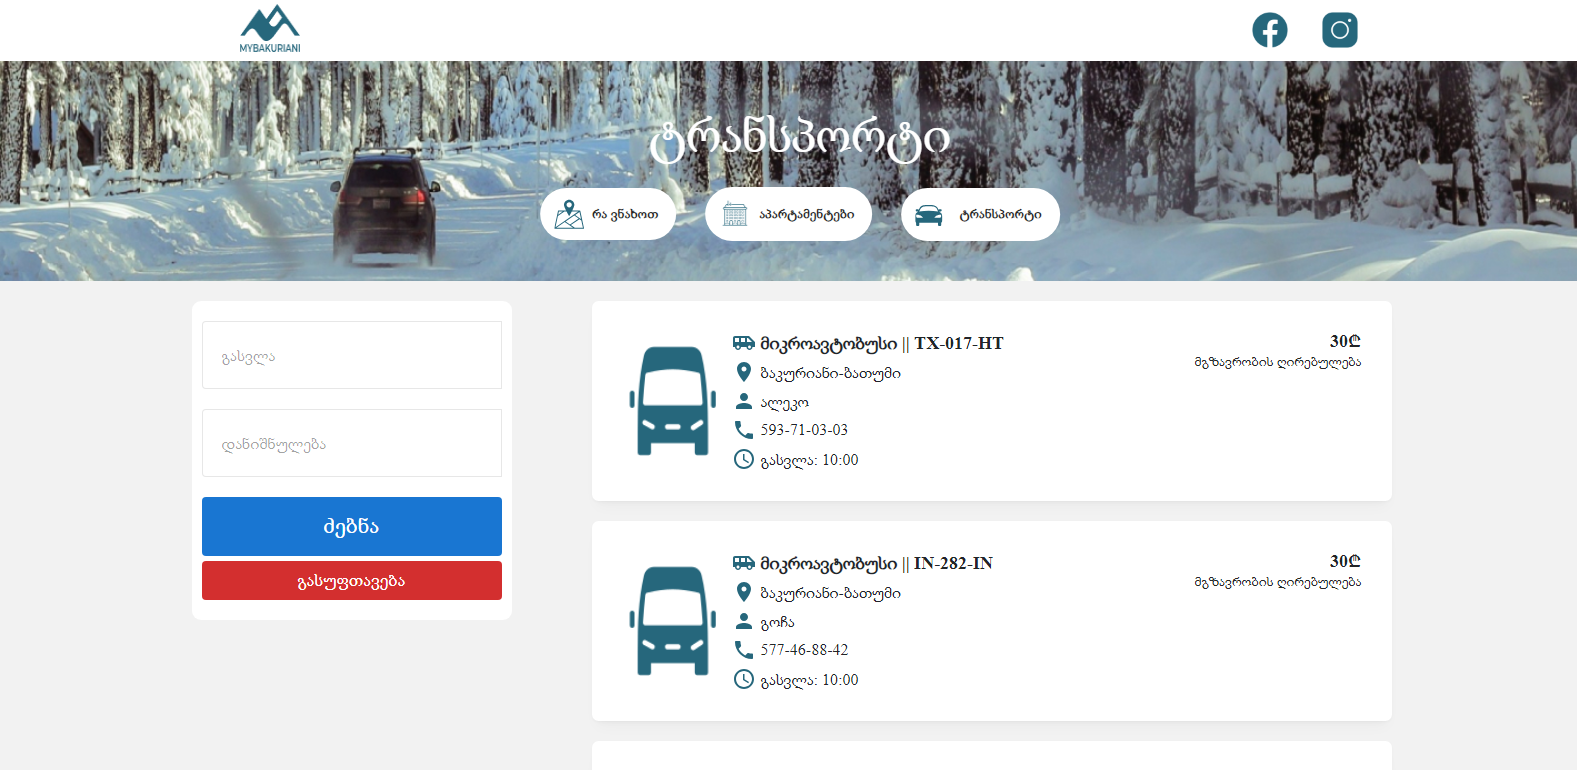 MYBAKURIANI
ტრანსპორტი
რა ვნახოთ
აპარტამენტები
ტრანსპორტი
გასვლა
დანიშნულება
ძებნა
გასუფთავება
მიკროავტობუსი || TX-017-HT
ბაკურიანი-ბათუმი
ალეკო
593-71-03-03
გასვლა: 10:00
30₾
მგზავრობის ღირებულება
მიკროავტობუსი || IN-282-IN
ბაკურიანი-ბათუმი
გოჩა
577-46-88-42
გასვლა: 10:00
30₾
მგზავრობის ღირებულება